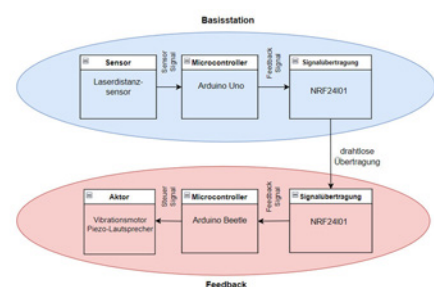 Basisstation
Sensor
Laserdistanz-
sensor
Sensor
Signal
Microcontroller
Arduino Uno
Feedback
Signal
Signalübertragung
NRF24l01
drahtlose
Übertragung
Aktor
Vibrationsmotor
Piezo-Lautsprecher
Steuer
Signal
Microcontroller
Arduino Beetle
Feedback
Signal
Signalübertragung
NRF24l01
Feedback